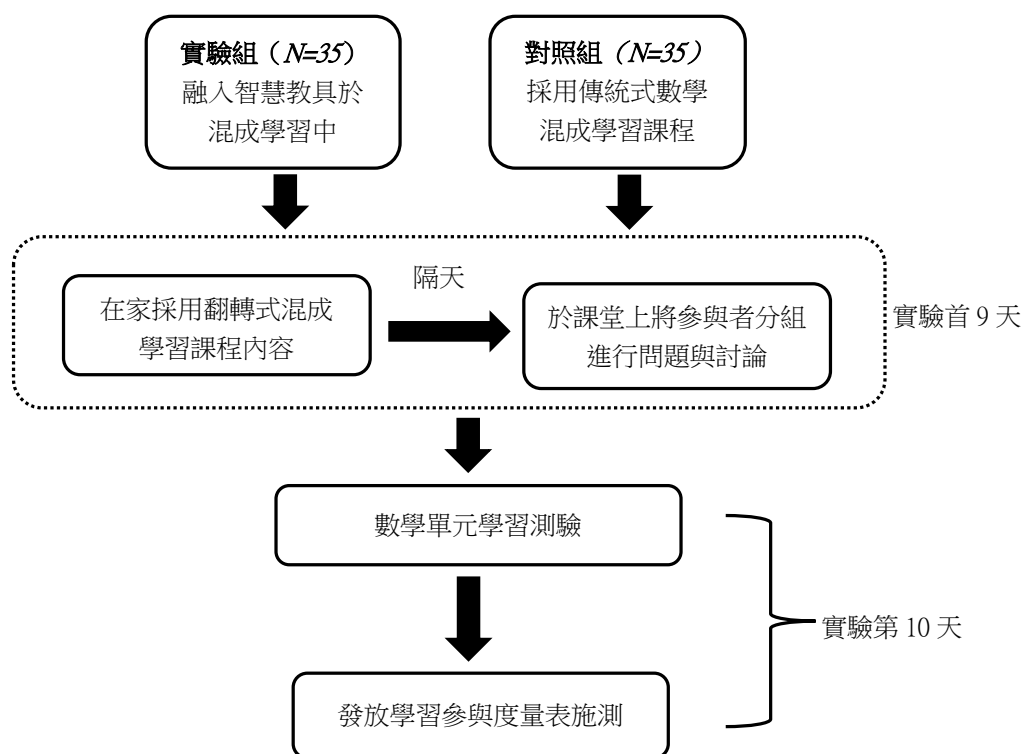 實驗組（N=35）
融入智慧教具於
混成學習中
對照組（N=35）
採用傳統式數學
混成學習課程
在家採用翻轉式混成
學習課程內容
隔天
於課堂上將參與者分組
進行問題與討論
實驗首 9 天
數學單元學習測驗
實驗第 10 天
發放學習參與度量表施測